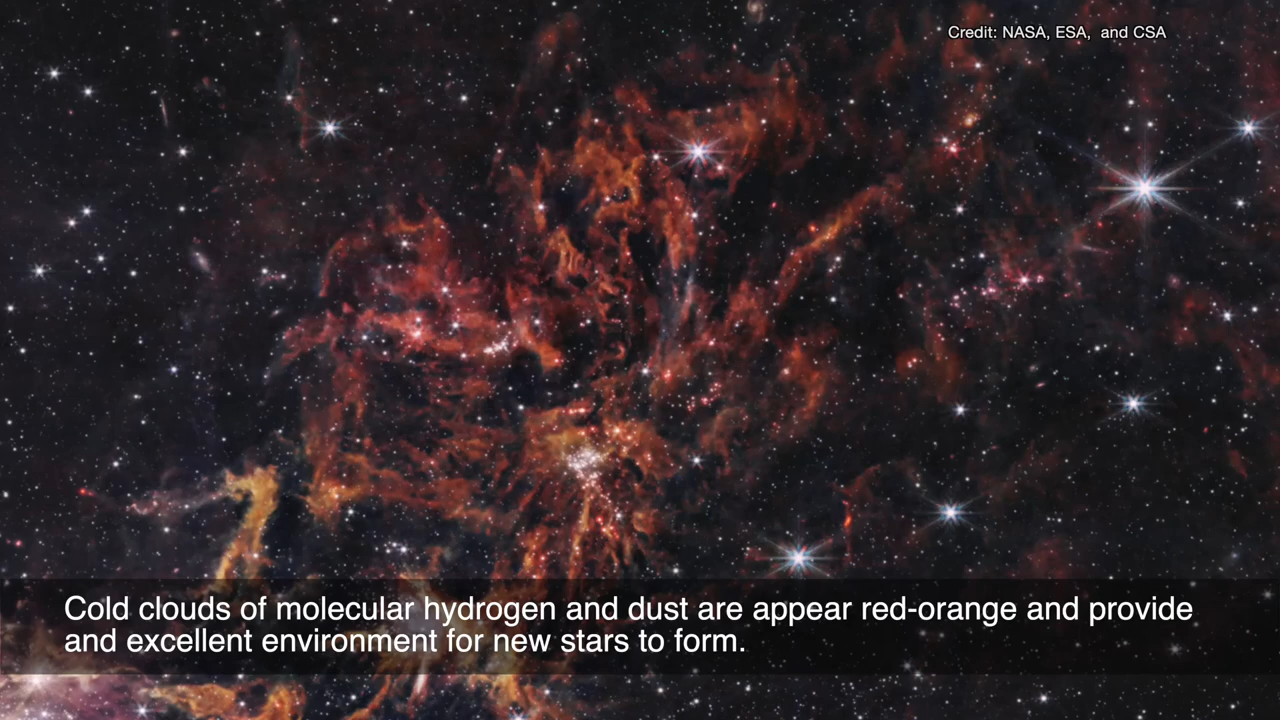 Credit: NASA, ESA,  and CSA
Cold clouds of molecular hydrogen and dust are appear red-orange and provide
and excellent environment for new stars to form.